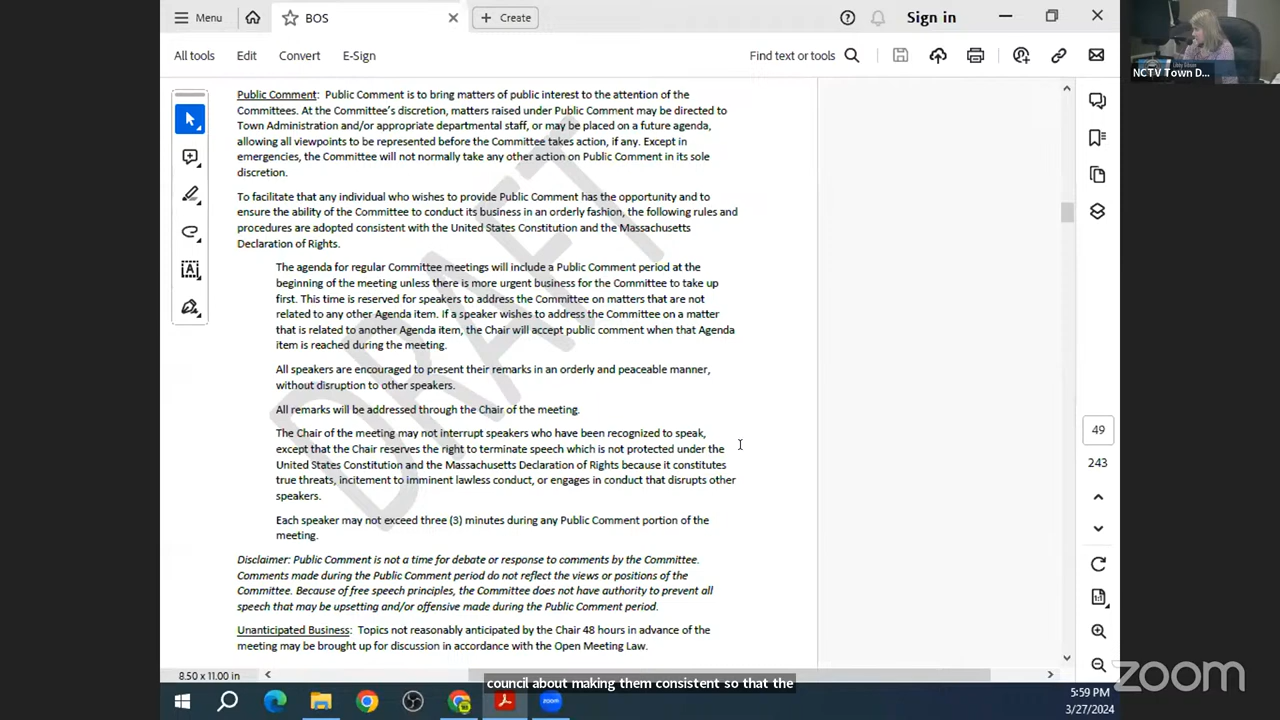 Menu
BOS
Create
Sign in
All tools
Edit
Convert
E-Sign
Find text or tools
NCTV Town D...
Public Comment: Public Comment is to bring matters of public interest to the attention of the
Committees. At the Committee's discretion, matters raised under Public Comment may be directed to
Town Administration and/or appropriate departmental staff, or may be placed on a future agenda,
allowing all viewpoints to be represented before the Committee takes action, if any. Except in
emergencies, the Committee will not normally take any other action on Public Comment in its sole
discretion.
To facilitate that any individual who wishes to provide Public Comment has the opportunity and to
ensure the ability of the Committee to conduct its business in an orderly fashion, the following rules and
procedures are adopted consistent with the United States Constitution and the Massachusetts
Declaration of Rights.
The agenda for regular Committee meetings will include a Public Comment period at the
beginning of the meeting unless there is more urgent business for the Committee to take up
first. This time is reserved for speakers to address the Committee on matters that are not
related to any other Agenda item. If a speaker wishes to address the Committee on a matter
that is related to another Agenda item, the Chair will accept public comment when that Agenda
item is reached during the meeting.
All speakers are encouraged to present their remarks in an orderly and peaceable manner,
without disruption to other speakers.
All remarks will be addressed through the Chair of the meeting.
The Chair of the meeting may not interrupt speakers who have been recognized to speak,
except that the Chair reserves the right to terminate speech which is not protected under the
United States Constitution and the Massachusetts Declaration of Rights because it constitutes
true threats, incitement to imminent lawless conduct, or engages in conduct that disrupts other
speakers.
Each speaker may not exceed three (3) minutes during any Public Comment portion of the
meeting.
Disclaimer: Public Comment is not a time for debate or response to comments by the Committee.
Comments made during the Public Comment period do not reflect the views or positions of the
Committee. Because of free speech principles, the Committee does not have authority to prevent all
speech that may be upsetting and/or offensive made during the Public Comment period.
Unanticipated Business: Topics not reasonably anticipated by the Chair 48 hours in advance of the
meeting may be brought up for discussion in accordance with the Open Meeting Law.
DRAFT
49
243
1:1
8.50 x 11.00 in
council about making them consistent so that the
zoom
zoom
5:59 PM
3/27/2024